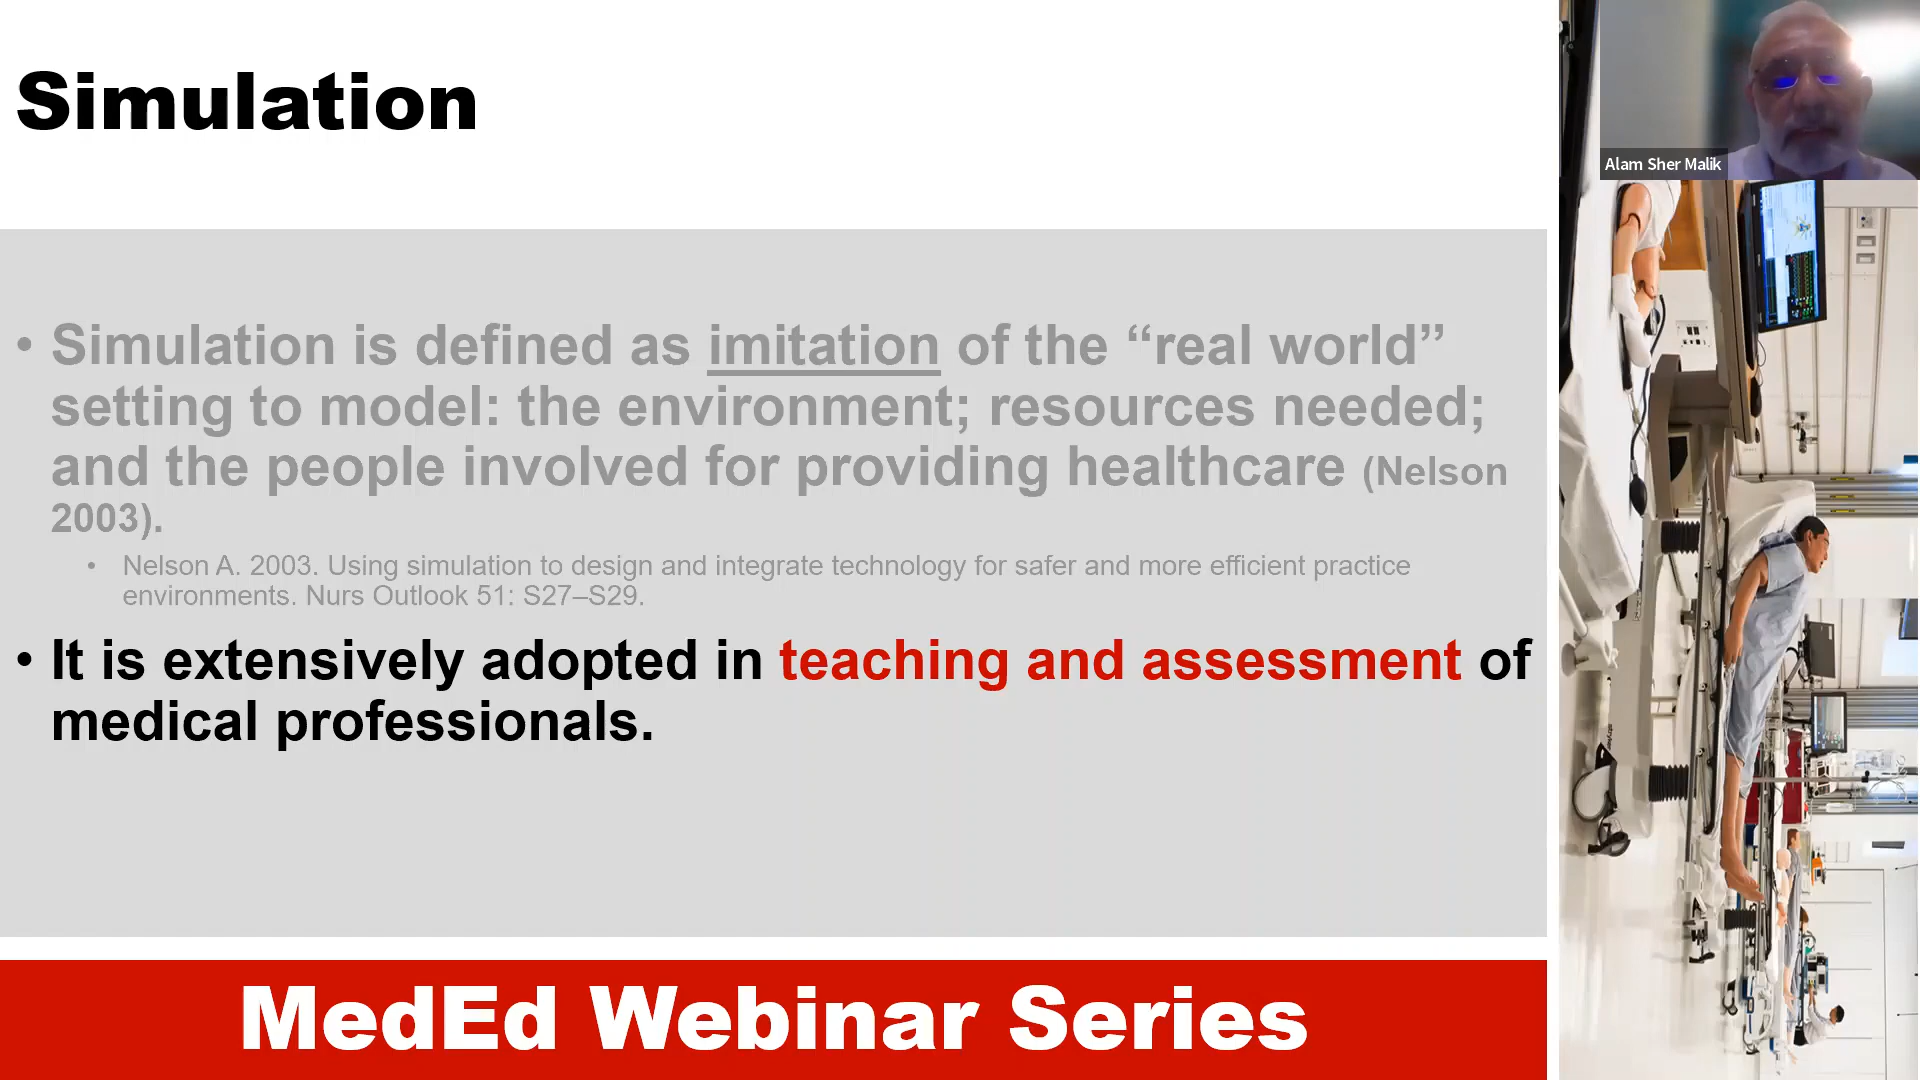 Simulation
• Simulation is defined as imitation of the “real world”
setting to model: the environment; resources needed;
and the people involved for providing healthcare (Nelson
2003).
• Nelson A. 2003. Using simulation to design and integrate technology for safer and more efficient practice
environments. Nurs Outlook 51: S27–S29.
• It is extensively adopted in teaching and assessment of
medical professionals.
MedEd Webinar Series
Alam Sher Malik